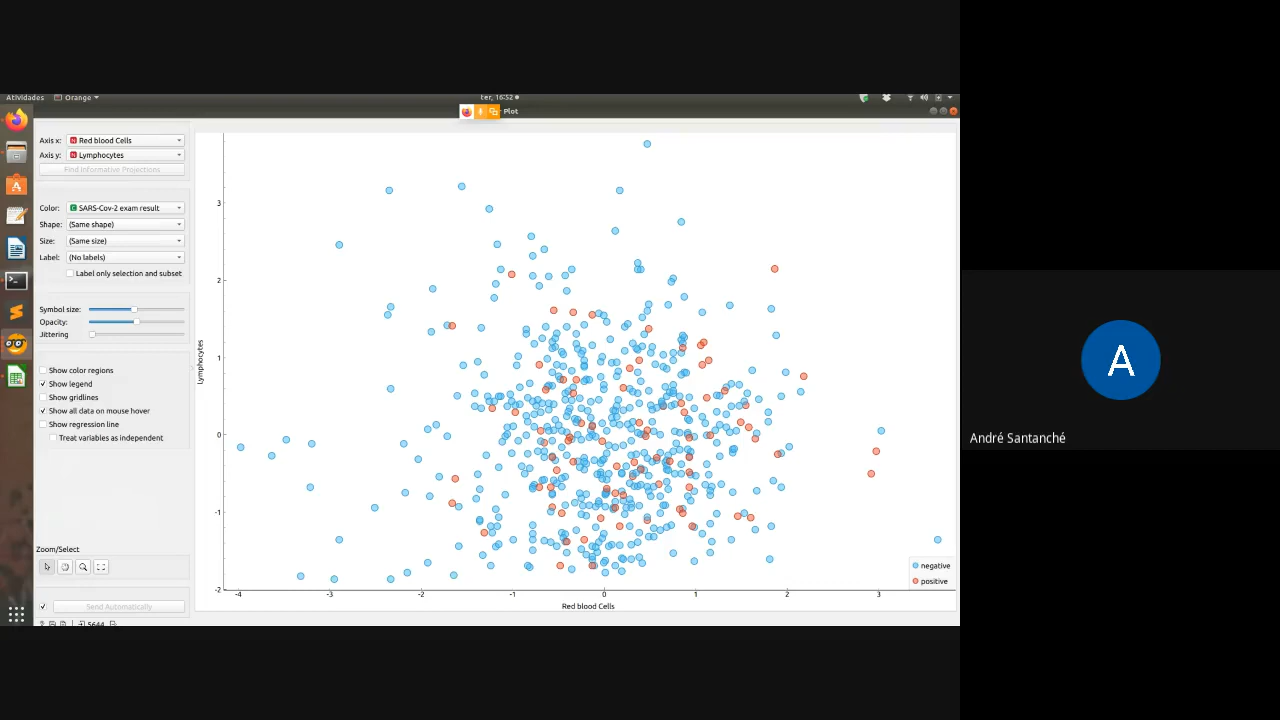 Atividades
Orange
ter, 16:52
Plot
Axis x:
Red blood Cells
Axis y:
Lymphocytes
Find Informative Projections
Color:
SARS-Cov-2 exam result
Shape:
(Same shape)
Size:
(Same size)
Label:
(No labels)
Label only selection and subset
Symbol size:
Opacity:
Jittering
Show color regions
Show legend
Show gridlines
Show all data on mouse hover
Show regression line
Treat variables as independent
Zoom/Select
Send Automatically
5644
Lymphocytes
3
2
1
0
-1
-2
-4 -3 -2 -1 0 1 2 3
Red blood Cells
negative
positive
A
André Santanché